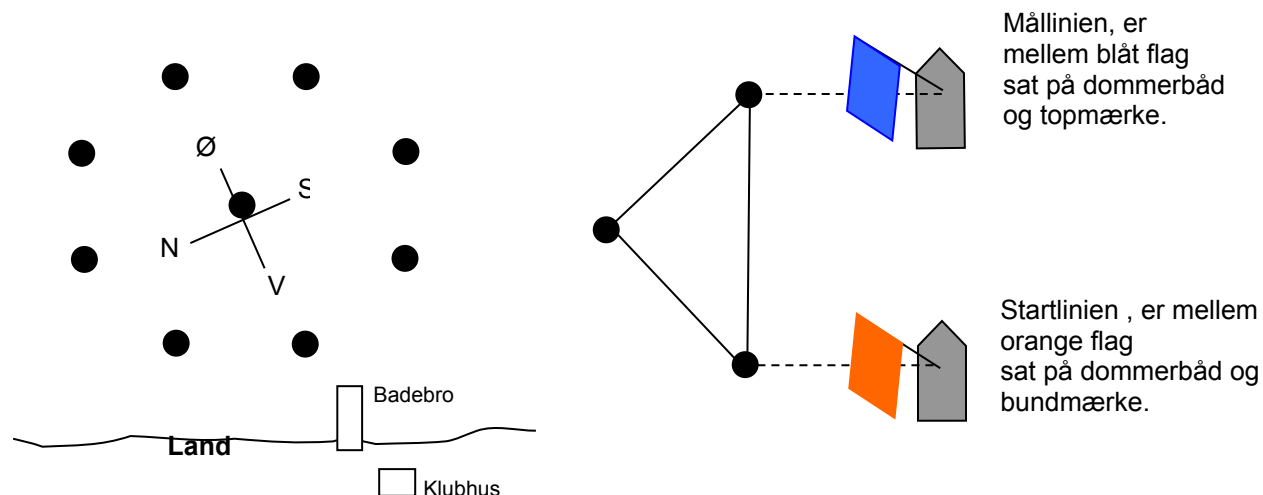 Ø
S
N
V
Badebro
Land
Klubhus
Mållinien, er
mellem blåt flag
sat på dommerbåd
og topmærke.
Startlinien , er mellem
orange flag
sat på dommerbåd og
bundmærke.